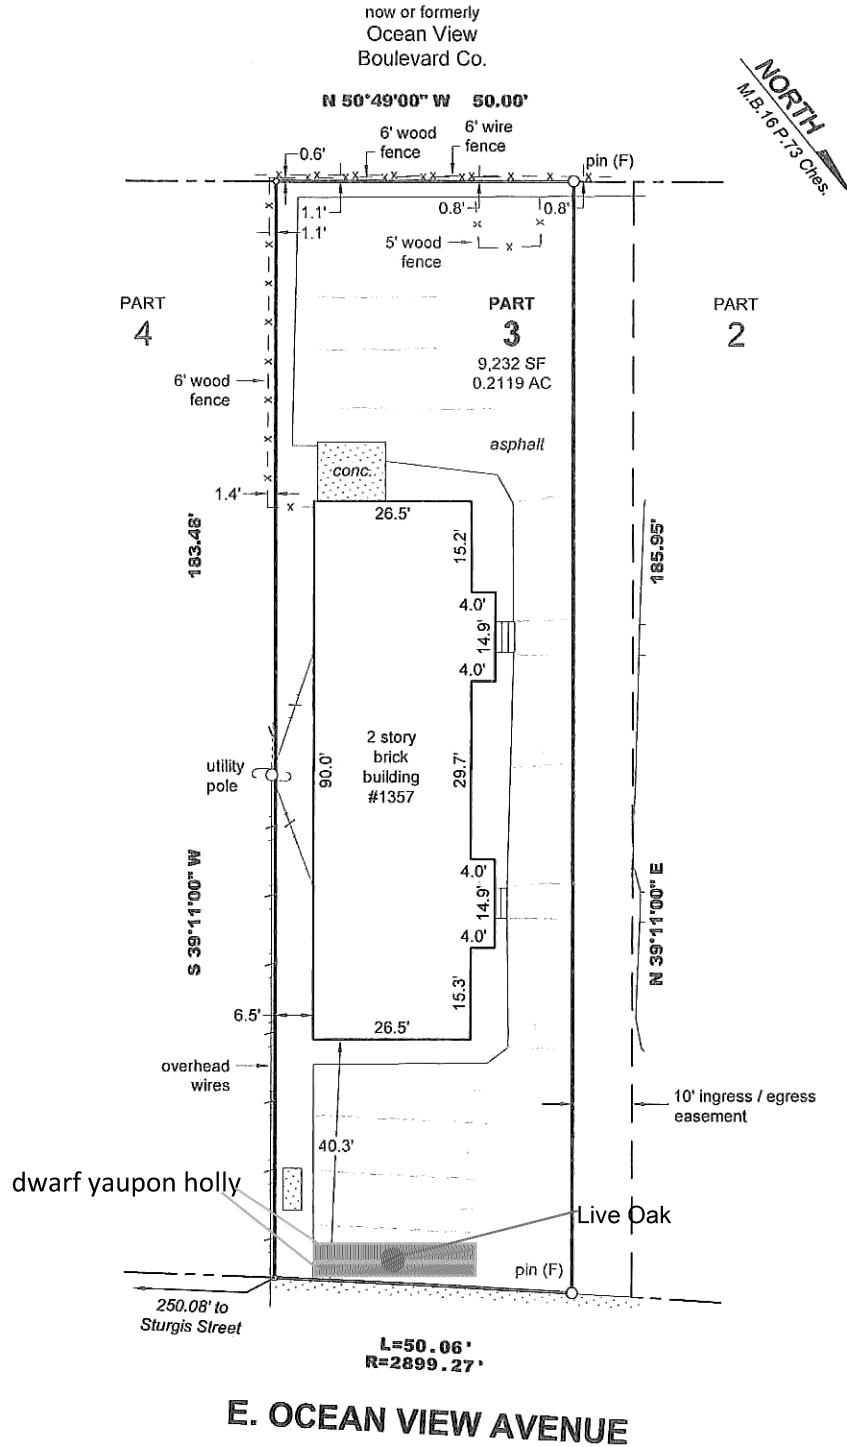 now or formerly
Ocean View
Boulevard Co.
N 50°49'00" W 50.00'
NORTH
M.B.16 P.73 Ches.
6' wood
fence
6' wire
fence
pin (F)
0.6'
1.1'
0.8'
0.8'
1.1'
5' wood
fence
PART
4
PART
3
9,232 SF
0.2119 AC
PART
2
6' wood
fence
asphall
conc.
1.4'
26.5'
183.48'
185.95'
15.2'
4.0'
14.9'
4.0'
2 story
brick
building
#1357
90.0'
29.7'
utility
pole
4.0'
14.9'
4.0'
S 39°11'00" W
N 39°11'00" E
15.3'
6.5'
26.5'
overhead
wires
10' ingress / egress
easement
40.3'
dwarf yaupon holly
Live Oak
pin (F)
250.08' to
Sturgis Street
L=50.06'
R=2899.27'
E. OCEAN VIEW AVENUE